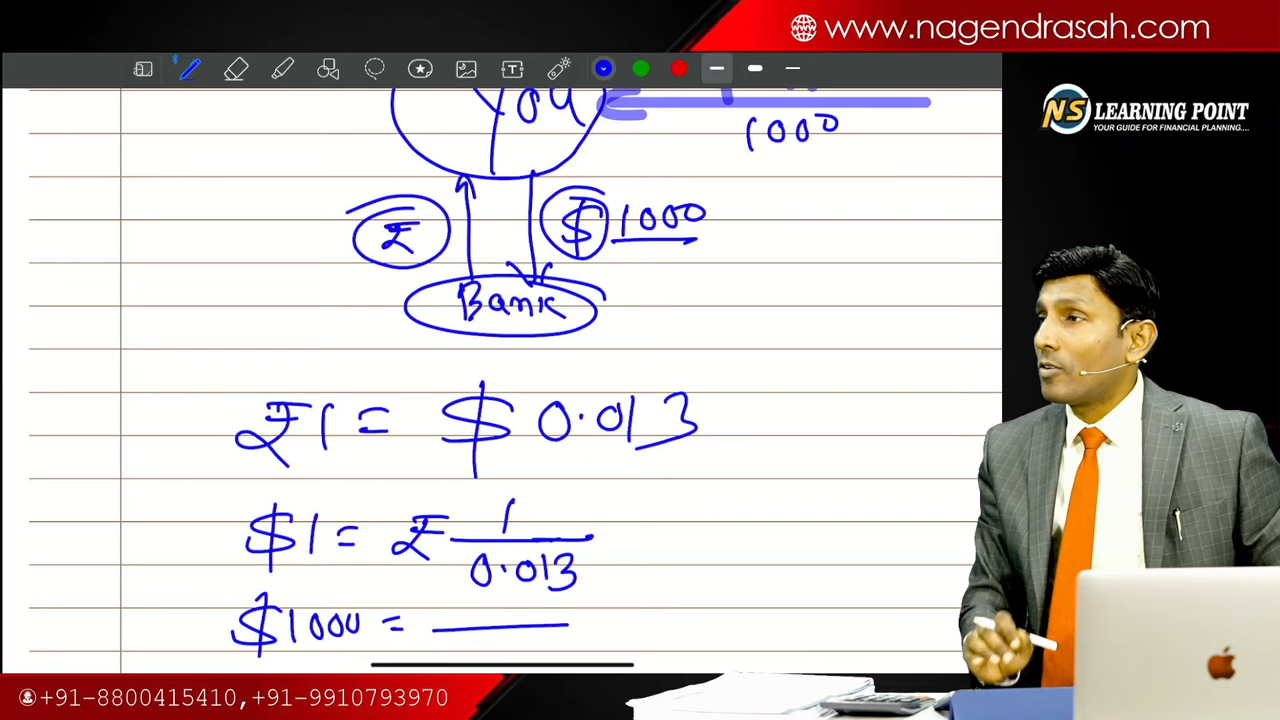 www.nagendrasah.com
NS LEARNING POINT
YOUR GUIDE FOR FINANCIAL PLANNING....
You
1000
₹
$ 1000
Bank
₹1 = $ 0.013
$1 = ₹ 1
0.013
$1000 =
+91-8800415410,+91-9910793970